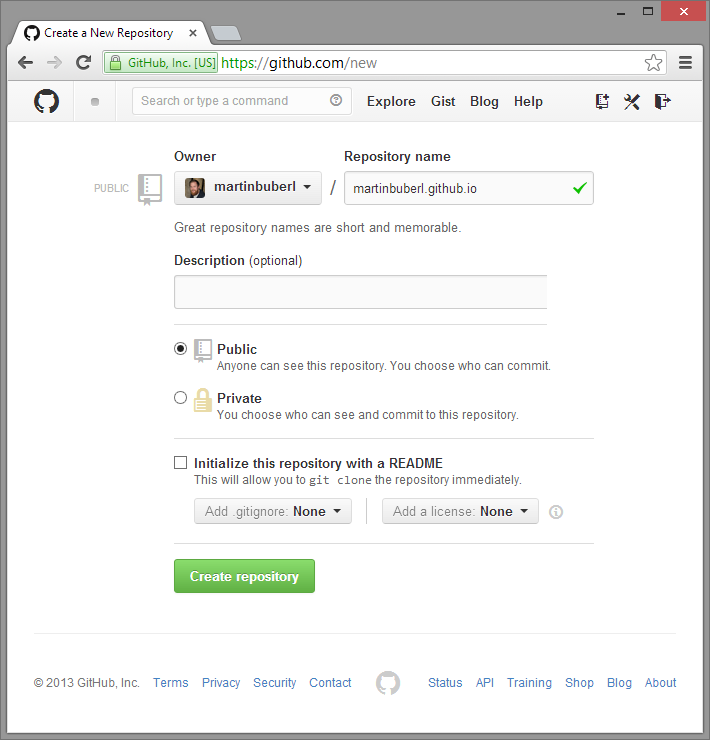 Create a New Repository
GitHub, Inc. [US] https://github.com/new
Search or type a command Explore Gist Blog Help
Owner Repository name
PUBLIC martinbuberl / martinbuberl.github.io
Great repository names are short and memorable.
Description (optional)
Public
Anyone can see this repository. You choose who can commit.
Private
You choose who can see and commit to this repository.
Initialize this repository with a README
This will allow you to git clone the repository immediately.
Add .gitignore: None Add a license: None
Create repository
© 2013 GitHub, Inc. Terms Privacy Security Contact Status API Training Shop Blog About